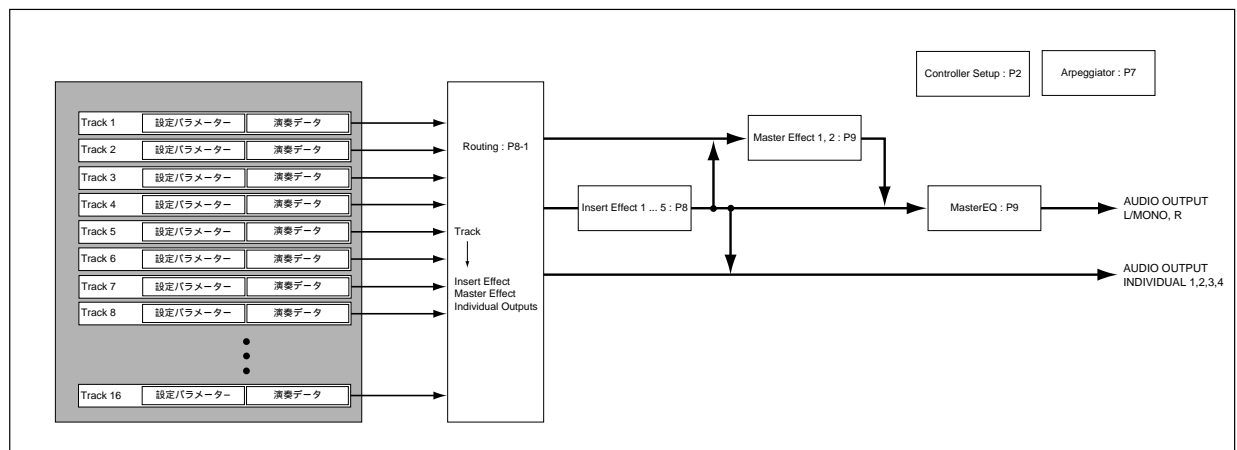 Controller Setup : P2
Arpeggiator : P7
Track 1 設定パラメーター 演奏データ
Track 2 設定パラメーター 演奏データ
Track 3 設定パラメーター 演奏データ
Track 4 設定パラメーター 演奏データ
Track 5 設定パラメーター 演奏データ
Track 6 設定パラメーター 演奏データ
Track 7 設定パラメーター 演奏データ
Track 8 設定パラメーター 演奏データ
Track 16 設定パラメーター 演奏データ
Routing : P8-1
Track
Insert Effect
Master Effect
Individual Outputs
Insert Effect 1 ... 5 : P8
Master Effect 1, 2 : P9
MasterEQ : P9
AUDIO OUTPUT
L/MONO, R
AUDIO OUTPUT
INDIVIDUAL 1,2,3,4